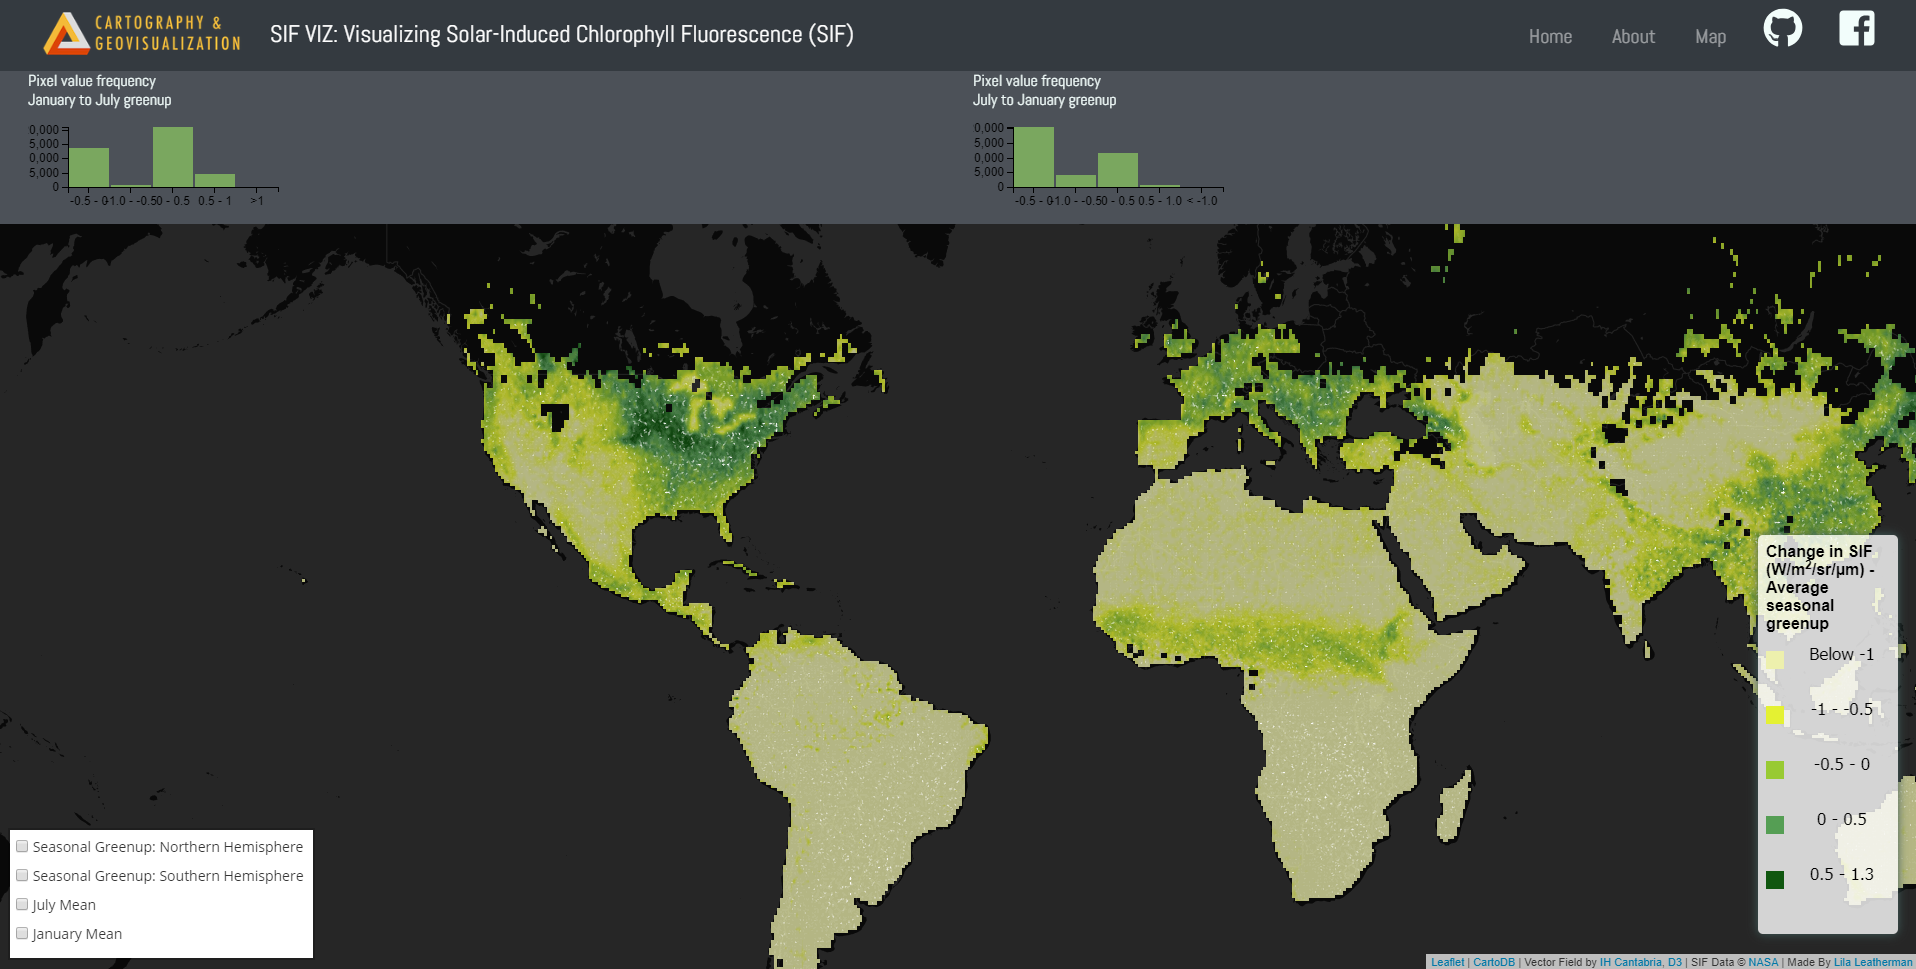 CARTOGRAPHY &
GEOVISUALIZATION
SIF VIZ: Visualizing Solar-Induced Chlorophyll Fluorescence (SIF)
Home About Map
Pixel value frequency
January to July greenup
0,000
5,000
0,000
5,000
0
-0.5 - 0 -1.0 - -0.5 0 - 0.5 0.5 - 1 >1
Pixel value frequency
July to January greenup
0,000
5,000
0,000
5,000
0
-0.5 - 0 -1.0 - -0.5 0 - 0.5 0.5 - 1.0 < -1.0
Change in SIF
(W/m2/sr/μm) -
Average
seasonal
greenup
Below -1
-1 - -0.5
-0.5 - 0
0 - 0.5
0.5 - 1.3
Seasonal Greenup: Northern Hemisphere
Seasonal Greenup: Southern Hemisphere
July Mean
January Mean
Leaflet | CartoDB | Vector Field by IH Cantabria, D3 | SIF Data © NASA | Made By Lila Leatherman